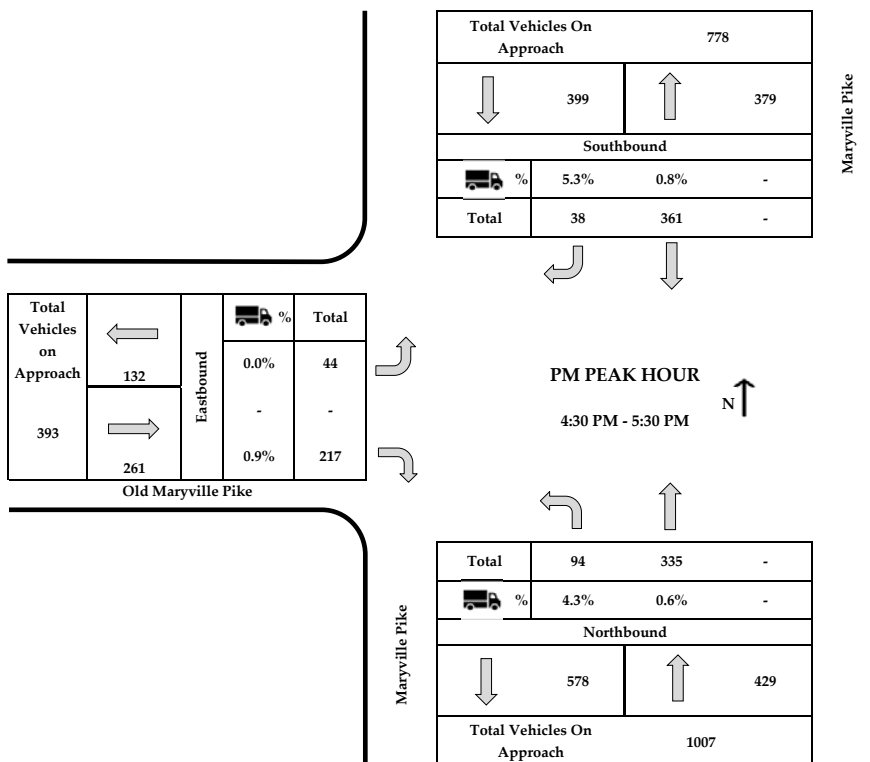 Total Vehicles On
Approach
778
399
379
Maryville Pike
Southbound
% 5.3% 0.8% -
Total 38 361 -
Total
Vehicles
on
Approach
393
132
261
Eastbound
% Total
0.0% 44
- -
0.9% 217
Old Maryville Pike
PM PEAK HOUR
4:30 PM - 5:30 PM
N
Maryville Pike
Total 94 335 -
% 4.3% 0.6% -
Northbound
578
429
Total Vehicles On
Approach
1007